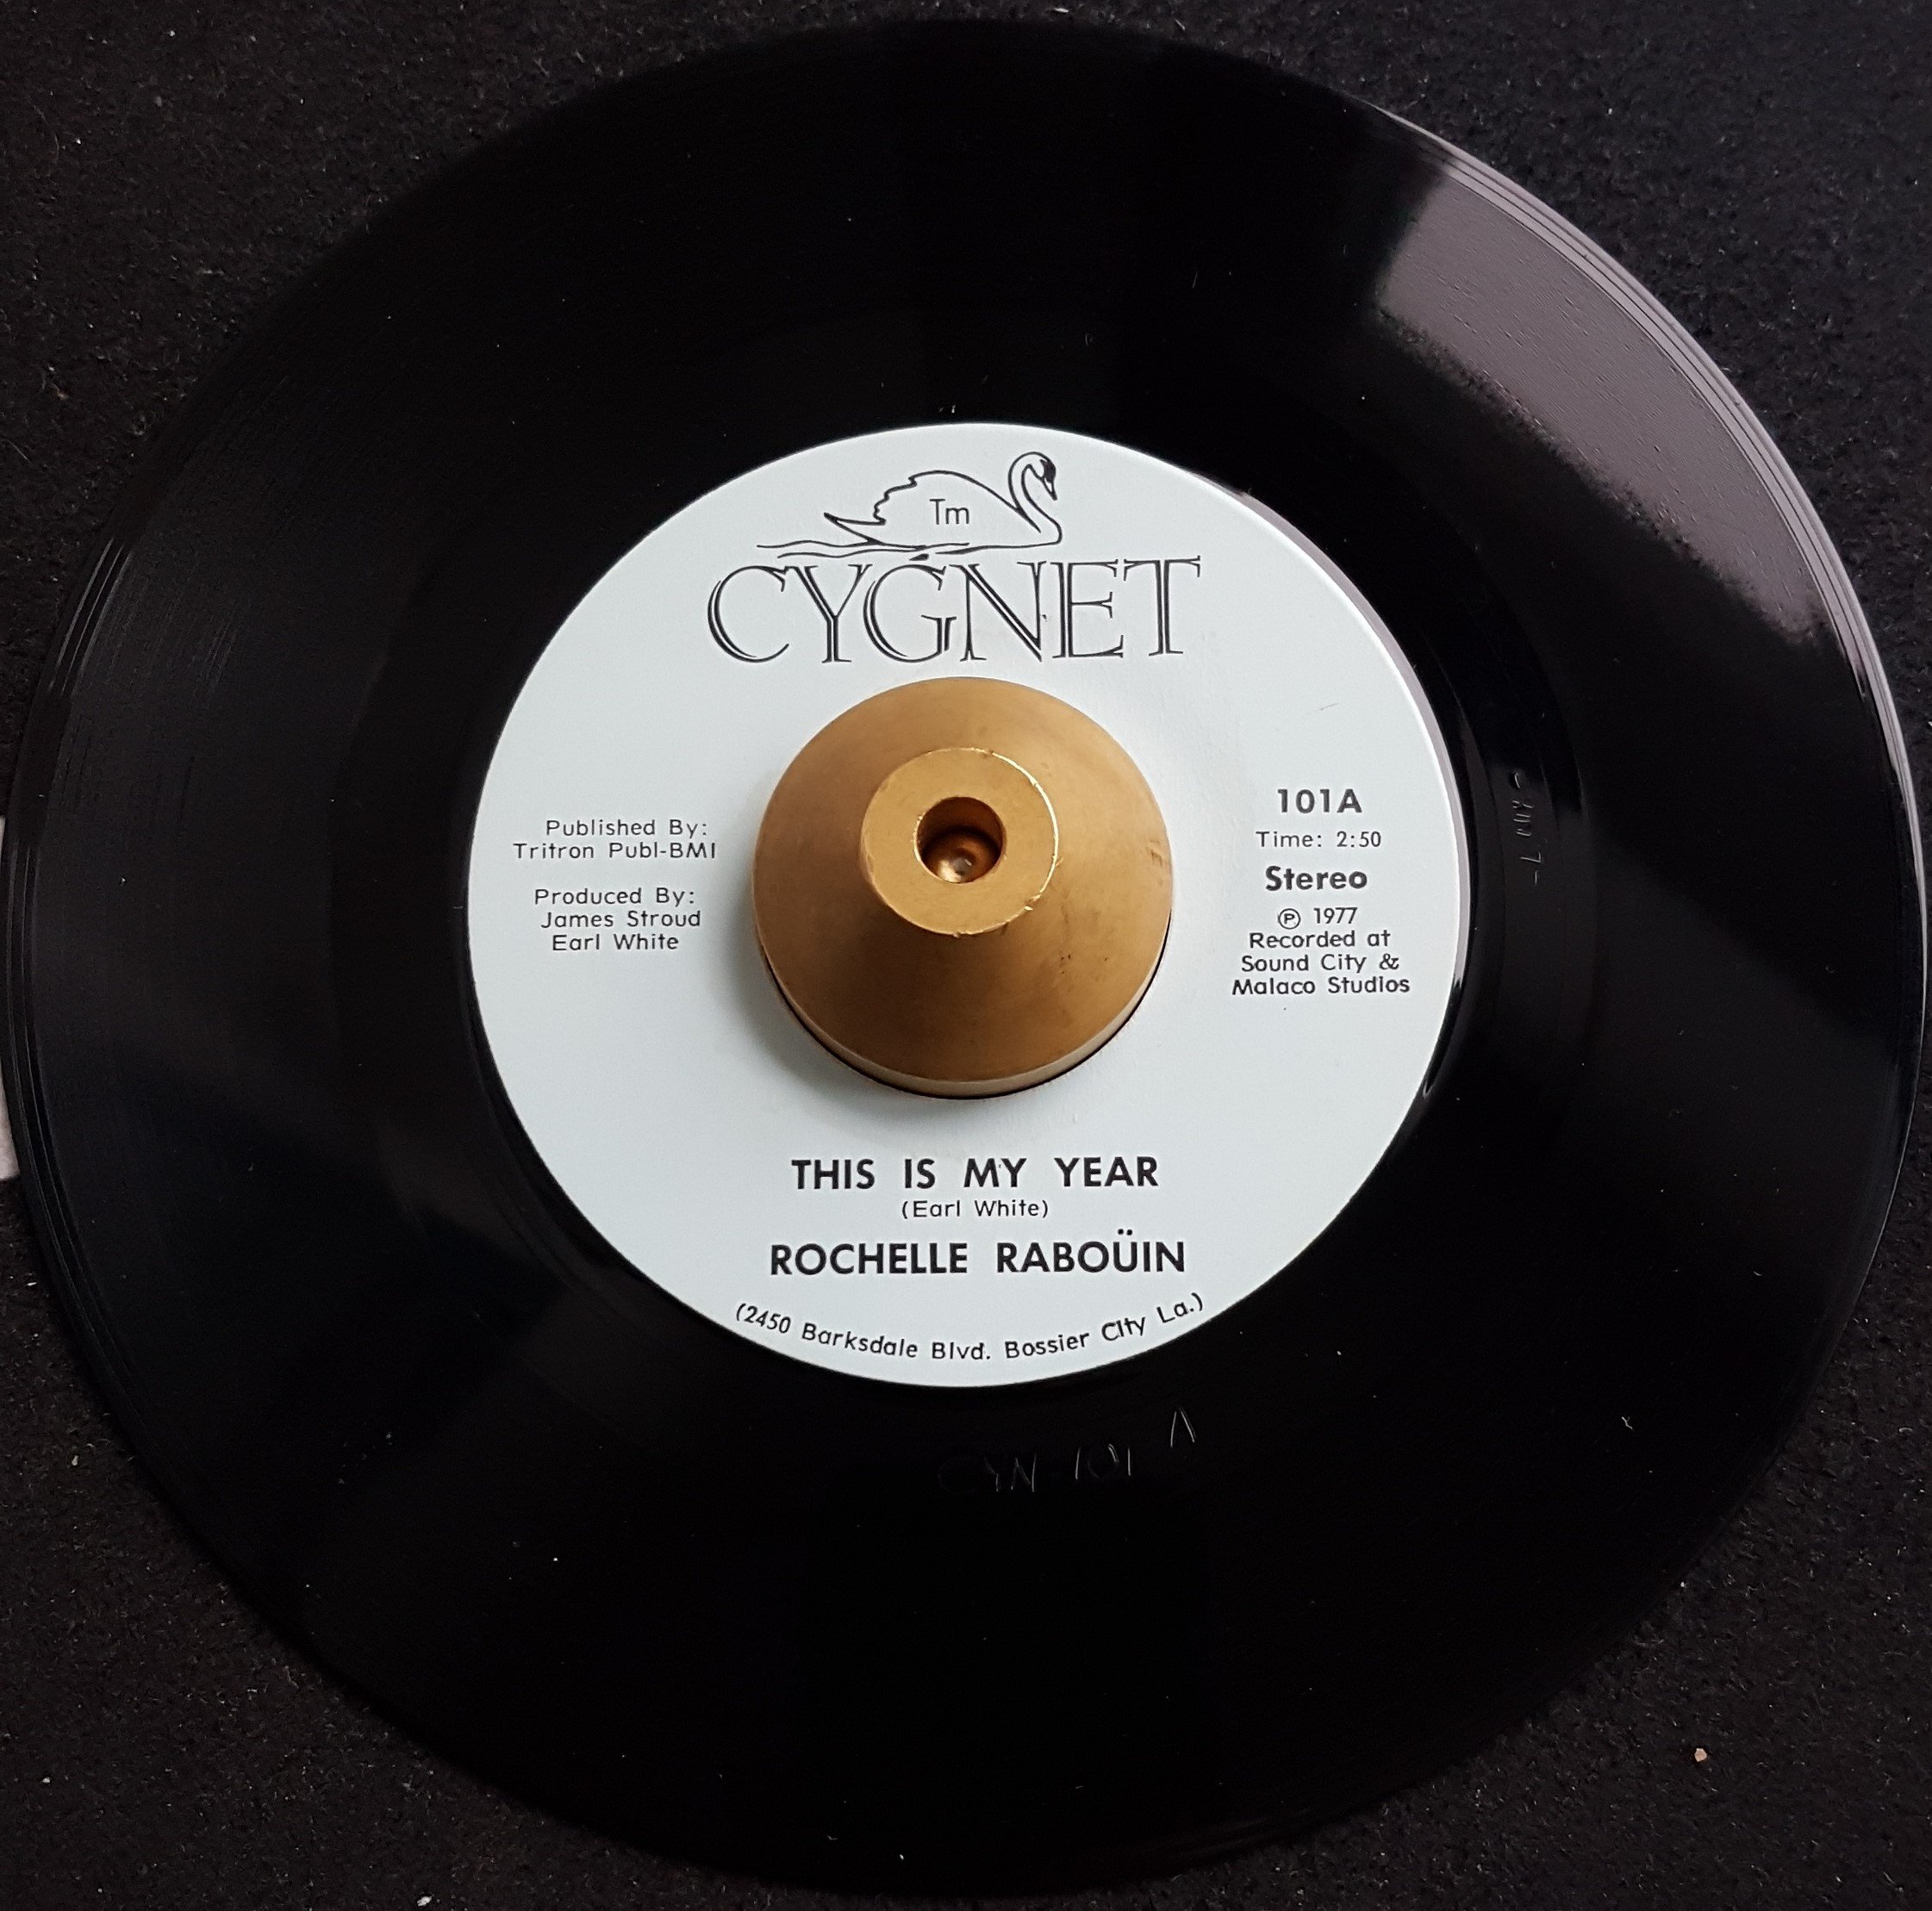 Tm
CYGNET
Published By:
Tritron Publ-BMI
Produced By:
James Stroud
Earl White
101A
Time: 2:50
Stereo
℗ 1977
Recorded at
Sound City &
Malaco Studios
THIS IS MY YEAR
(Earl White)
ROCHELLE RABOÜIN
(2450 Barksdale Blvd. Bossier City La.)
CYN-101 A